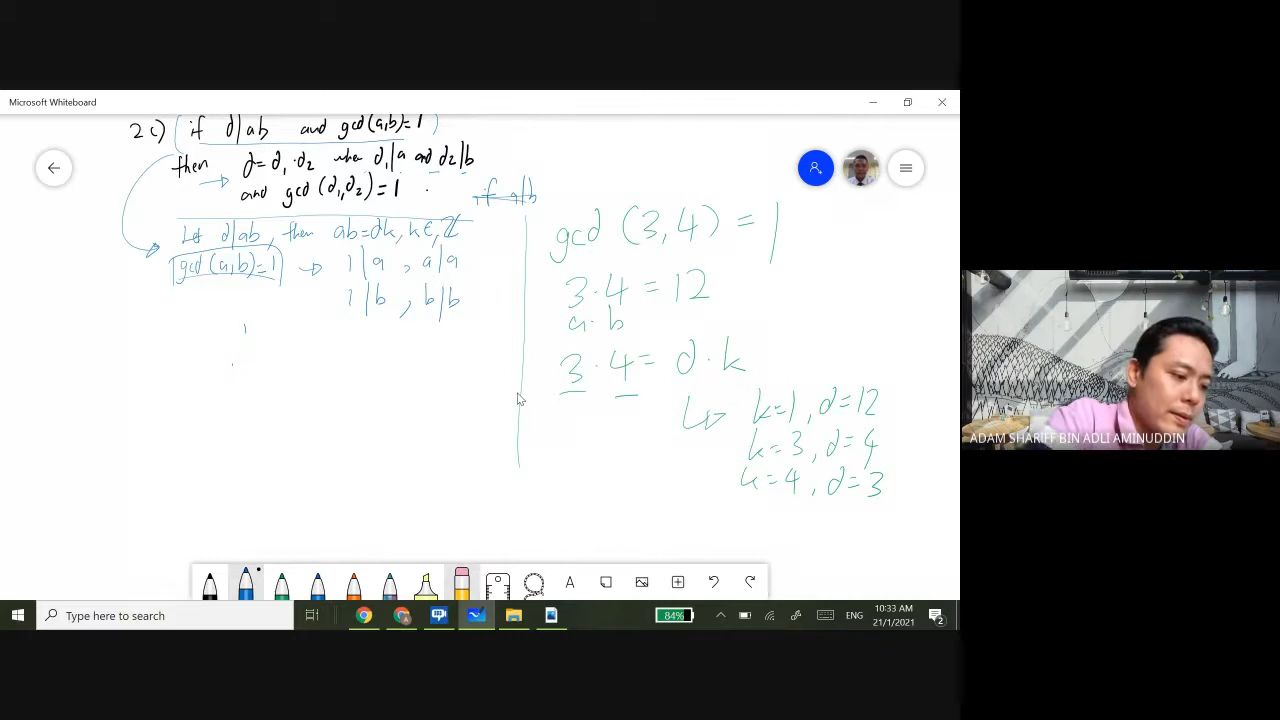 Microsoft Whiteboard
2c) if d|ab and gcd(a,b)=1
then d=d1·d2 when d1|a and d2|b
and gcd(d1,d2)=1 .
if a|b
Let d|ab, then ab=dk, k∈Z
gcd(a,b)=1 → 1|a , a|a
1|b , b|b
gcd (3,4) = 1
3·4 = 12
a·b
3·4 = d·k
↳ k=1, d=12
k=3, d=4
k=4, d=3
ADAM SHARIFF BIN ADLI AMINUDDIN
A
Type here to search
84%
ENG
10:33 AM
21/1/2021
2